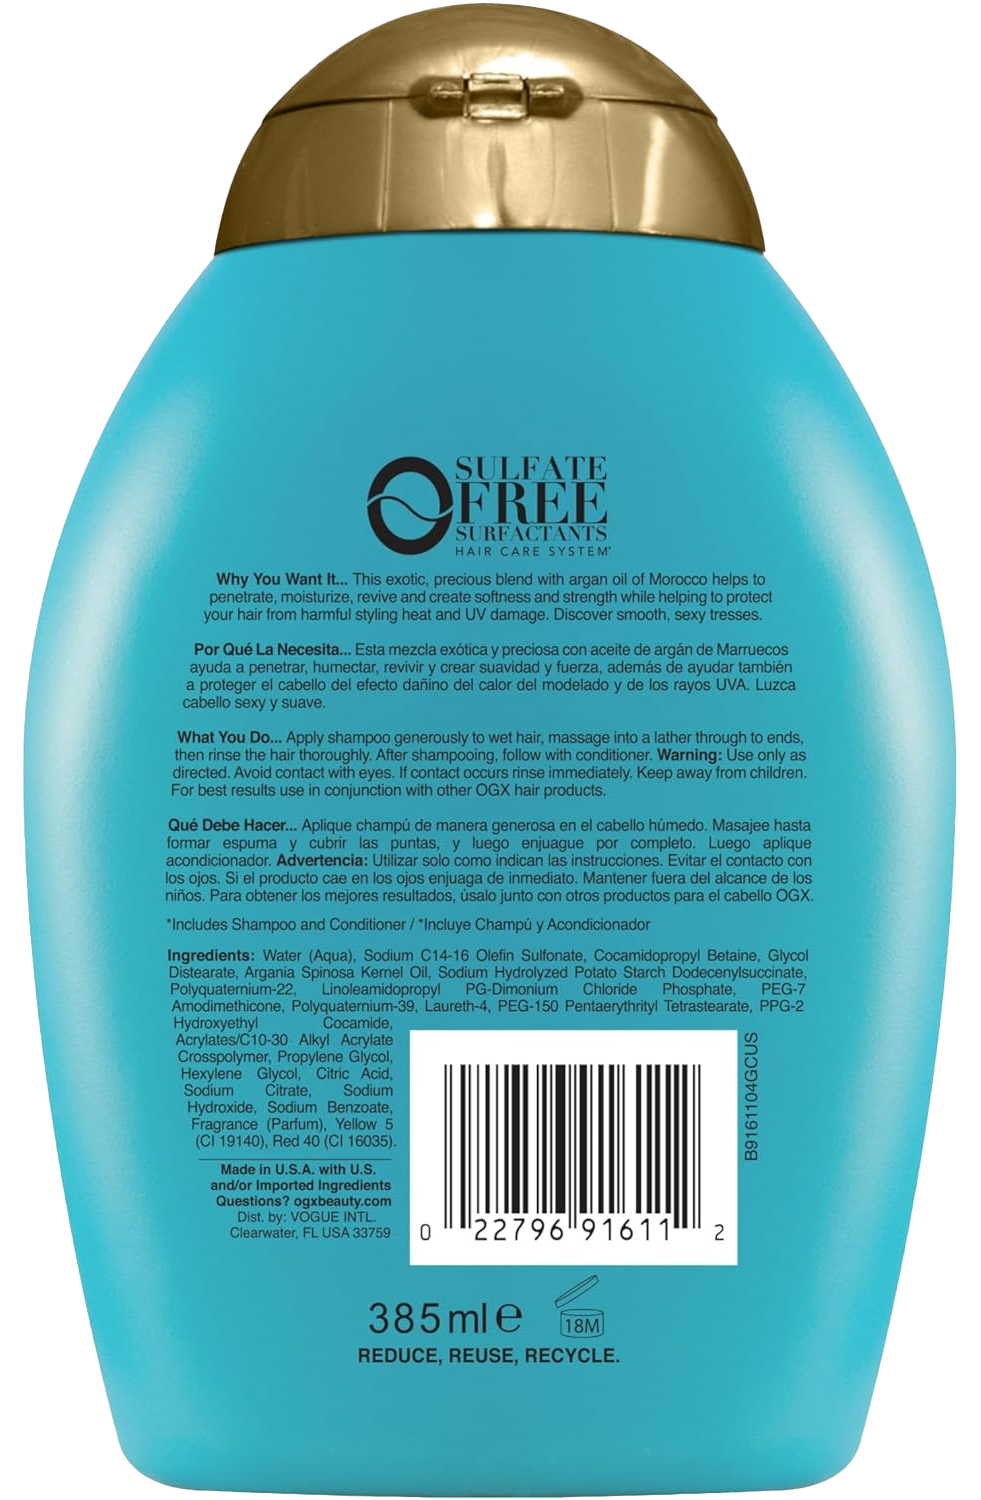 SULFATE
FREE
SURFACTANTS
HAIR CARE SYSTEM
Why You Want It... This exotic, precious blend with argan oil of Morocco helps to
penetrate, moisturize, revive and create softness and strength while helping to protect
your hair from harmful styling heat and UV damage. Discover smooth, sexy tresses.
Por Qué La Necesita... Esta mezcla exótica y preciosa con aceite de argán de Marruecos
ayuda a penetrar, humectar, revivir y crear suavidad y fuerza, además de ayudar también
a proteger el cabello del efecto dañino del calor del modelado y de los rayos UVA. Luzca
cabello sexy y suave.
What You Do... Apply shampoo generously to wet hair, massage into a lather through to ends,
then rinse the hair thoroughly. After shampooing, follow with conditioner. Warning: Use only as
directed. Avoid contact with eyes. If contact occurs rinse immediately. Keep away from children.
For best results use in conjunction with other OGX hair products.
Qué Debe Hacer... Aplique champú de manera generosa en el cabello húmedo. Masajee hasta
formar espuma y cubrir las puntas, y luego enjuague por completo. Luego aplique
acondicionador. Advertencia: Utilizar solo como indican las instrucciones. Evitar el contacto con
los ojos. Si el producto cae en los ojos enjuaga de inmediato. Mantener fuera del alcance de los
niños. Para obtener los mejores resultados, úsalo junto con otros productos para el cabello OGX.
*Includes Shampoo and Conditioner / *Incluye Champú y Acondicionador
Ingredients: Water (Aqua), Sodium C14-16 Olefin Sulfonate, Cocamidopropyl Betaine, Glycol
Distearate, Argania Spinosa Kernel Oil, Sodium Hydrolyzed Potato Starch Dodecenylsuccinate,
Polyquaternium-22, Linoleamidopropyl PG-Dimonium Chloride Phosphate, PEG-7
Amodimethicone, Polyquaternium-39, Laureth-4, PEG-150 Pentaerythrityl Tetrastearate, PPG-2
Hydroxyethyl Cocamide,
Acrylates/C10-30 Alkyl Acrylate
Crosspolymer, Propylene Glycol,
Hexylene Glycol, Citric Acid,
Sodium Citrate, Sodium
Hydroxide, Sodium Benzoate,
Fragrance (Parfum), Yellow 5
(CI 19140), Red 40 (CI 16035).
Made in U.S.A. with U.S.
and/or Imported Ingredients
Questions? ogxbeauty.com
Dist. by: VOGUE INTL.
Clearwater, FL USA 33759
0 22796 91611 2
B9161104GCUS
385 ml e
18M
REDUCE, REUSE, RECYCLE.